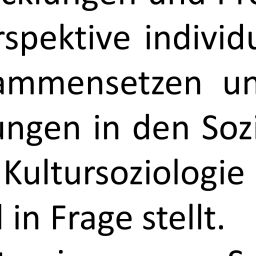 rspektive individu
ammensetzen un
ungen in den Sozi
Kultursoziologie
in Frage stellt.